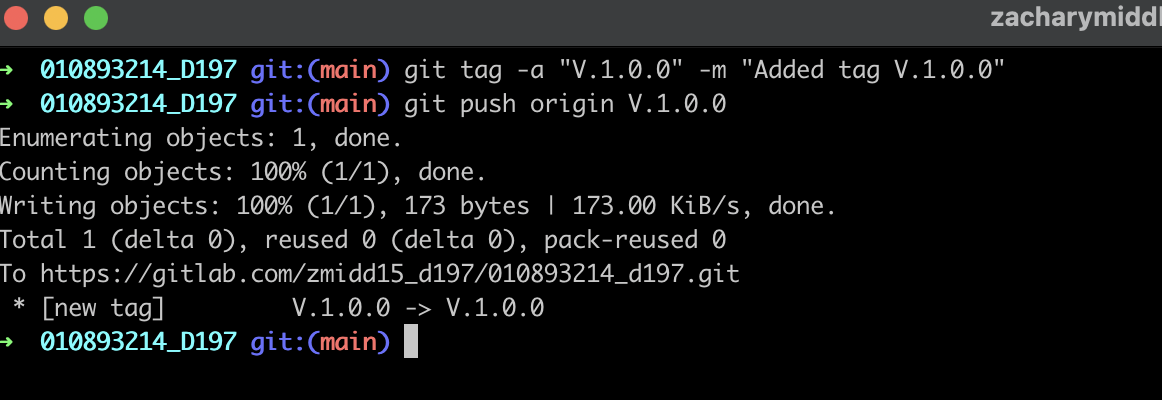 zacharymiddl
➜ 010893214_D197 git:(main) git tag -a "V.1.0.0" -m "Added tag V.1.0.0"
➜ 010893214_D197 git:(main) git push origin V.1.0.0
Enumerating objects: 1, done.
Counting objects: 100% (1/1), done.
Writing objects: 100% (1/1), 173 bytes | 173.00 KiB/s, done.
Total 1 (delta 0), reused 0 (delta 0), pack-reused 0
To https://gitlab.com/zmidd15_d197/010893214_d197.git
 * [new tag]         V.1.0.0 -> V.1.0.0
➜ 010893214_D197 git:(main)